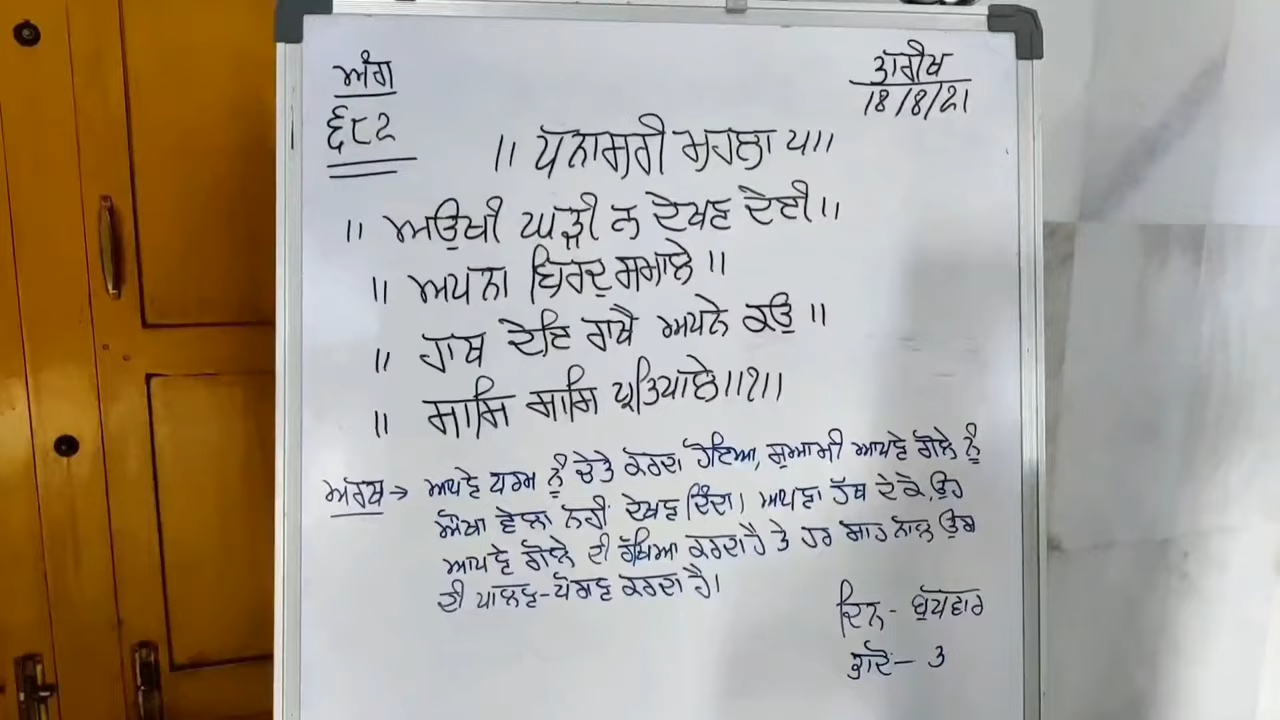 ਅੰਗ
੬੮੨
ਤਾਰੀਖ
18/8/21
॥ ਧਨਾਸਰੀ ਮਹਲਾ ੫॥
॥ ਅਉਖੀ ਘੜੀ ਨ ਦੇਖਣ ਦੇਈ॥
॥ ਅਪਨਾ ਬਿਰਦੁ ਸਮਾਲੇ ॥
॥ ਹਾਥ ਦੇਇ ਰਾਖੈ ਅਪਨੇ ਕਉ ॥
॥ ਸਾਸਿ ਸਾਸਿ ਪ੍ਰਤਿਪਾਲੇ॥੧॥
ਅਰਥ → ਆਪਣੇ ਧਰਮ ਨੂੰ ਚੇਤੇ ਕਰਦਾ ਹੋਇਆ, ਸੁਆਮੀ ਆਪਣੇ ਗੋਲੇ ਨੂੰ
ਔਖਾ ਵੇਲਾ ਨਹੀਂ ਦੇਖਣ ਦਿੰਦਾ। ਅਪਣਾ ਹੱਥ ਦੇ ਕੇ, ਉਹ
ਆਪਣੇ ਗੋਲੇ ਦੀ ਰੱਖਿਆ ਕਰਦਾ ਹੈ ਤੇ ਹਰ ਸਾਹ ਨਾਲ ਉਸ
ਦੀ ਪਾਲਣ-ਪੋਸਣ ਕਰਦਾ ਹੈ।
ਦਿਨ - ਬੁੱਧਵਾਰ
ਭਾਦੋਂ - 3